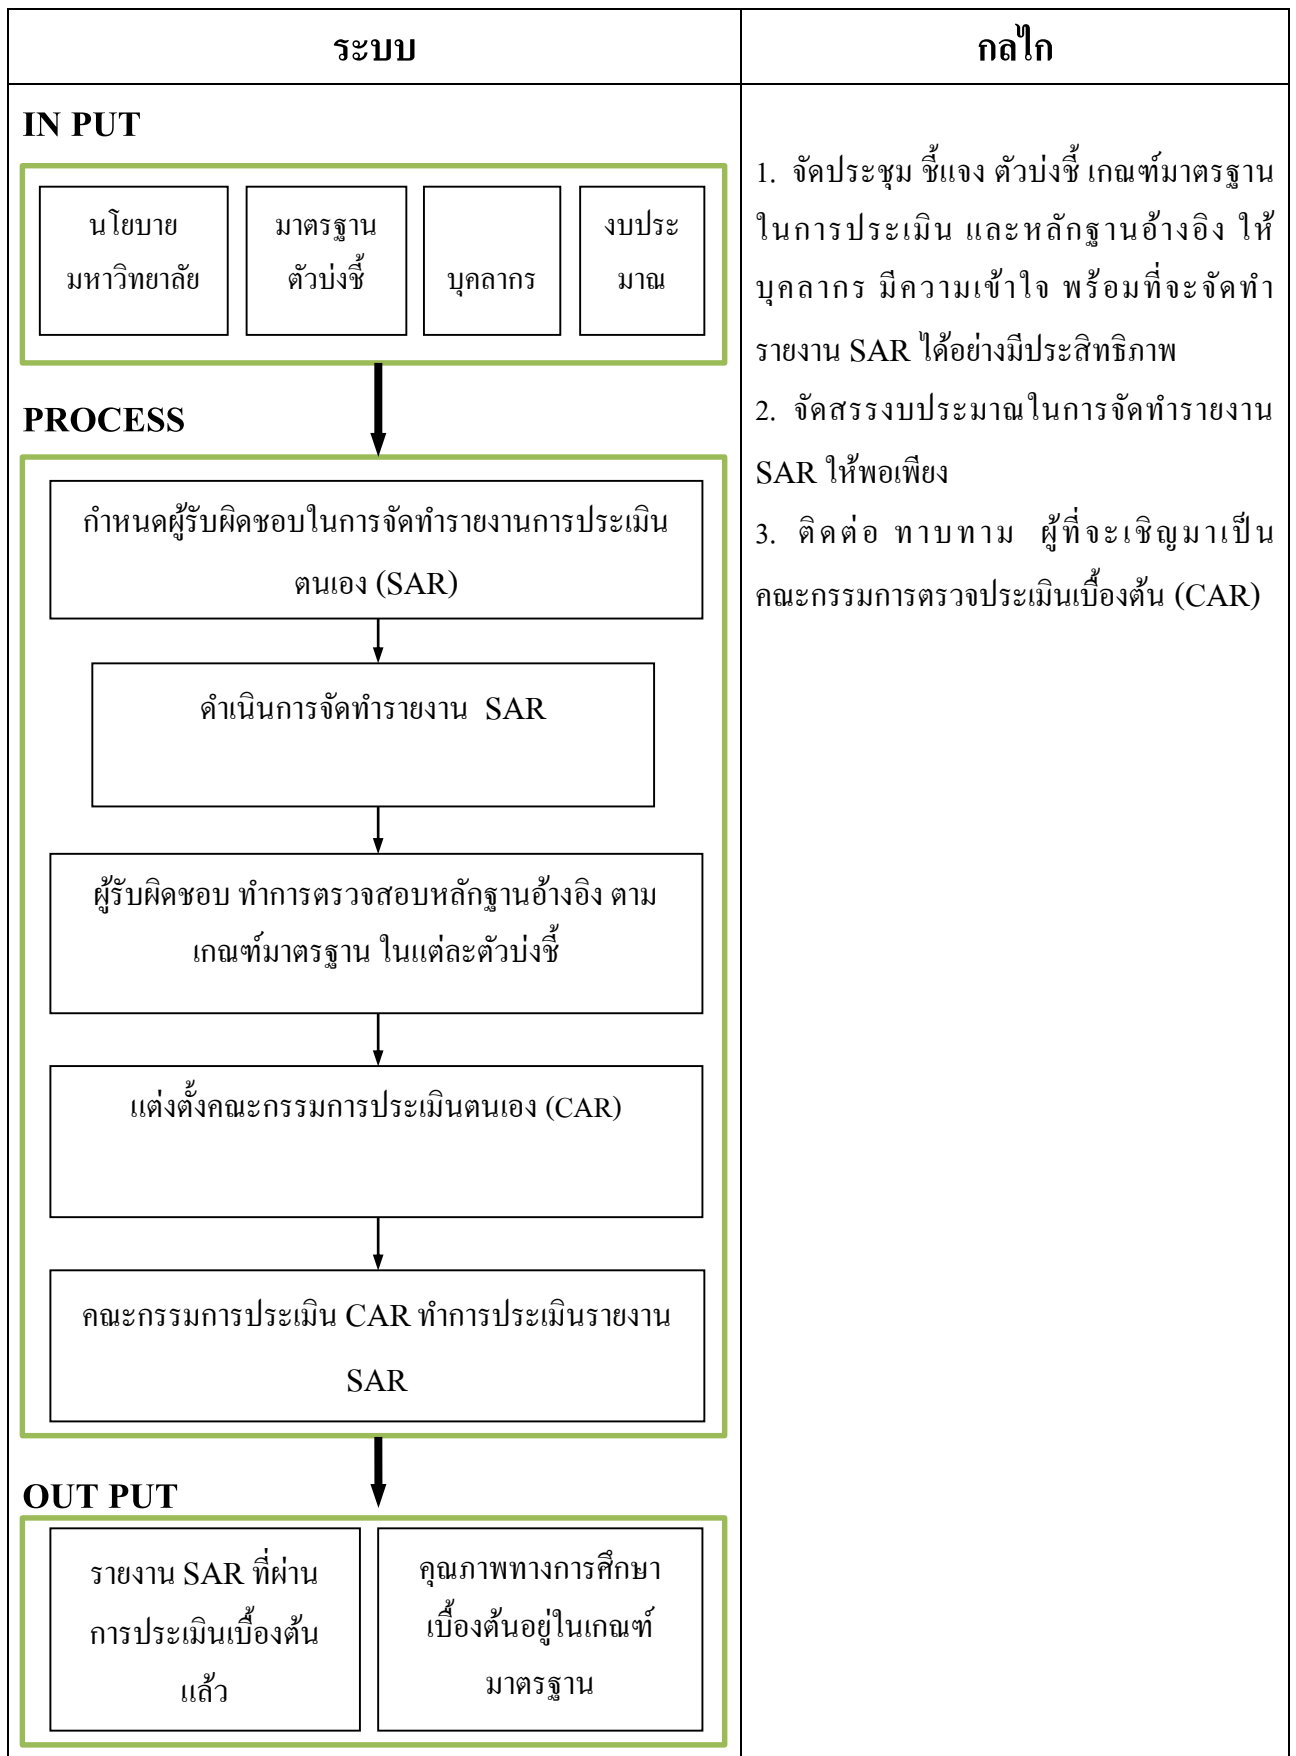 ระบบ
กลไก
IN PUT
นโยบาย
มหาวิทยาลัย
มาตรฐาน
ตัวบ่งชี้
บุคลากร
งบประ
มาณ
PROCESS
กำหนดผู้รับผิดชอบในการจัดทำรายงานการประเมิน
ตนเอง (SAR)
ดำเนินการจัดทำรายงาน SAR
ผู้รับผิดชอบ ทำการตรวจสอบหลักฐานอ้างอิง ตาม
เกณฑ์มาตรฐาน ในแต่ละตัวบ่งชี้
แต่งตั้งคณะกรรมการประเมินตนเอง (CAR)
คณะกรรมการประเมิน CAR ทำการประเมินรายงาน
SAR
OUT PUT
รายงาน SAR ที่ผ่าน
การประเมินเบื้องต้น
แล้ว
คุณภาพทางการศึกษา
เบื้องต้นอยู่ในเกณฑ์
มาตรฐาน
1. จัดประชุม ชี้แจง ตัวบ่งชี้ เกณฑ์มาตรฐาน
ในการประเมิน และหลักฐานอ้างอิง ให้
บุคลากร มีความเข้าใจ พร้อมที่จะจัดทำ
รายงาน SAR ได้อย่างมีประสิทธิภาพ
2. จัดสรรงบประมาณในการจัดทำรายงาน
SAR ให้พอเพียง
3. ติดต่อ ทาบทาม ผู้ที่จะเชิญมาเป็น
คณะกรรมการตรวจประเมินเบื้องต้น (CAR)